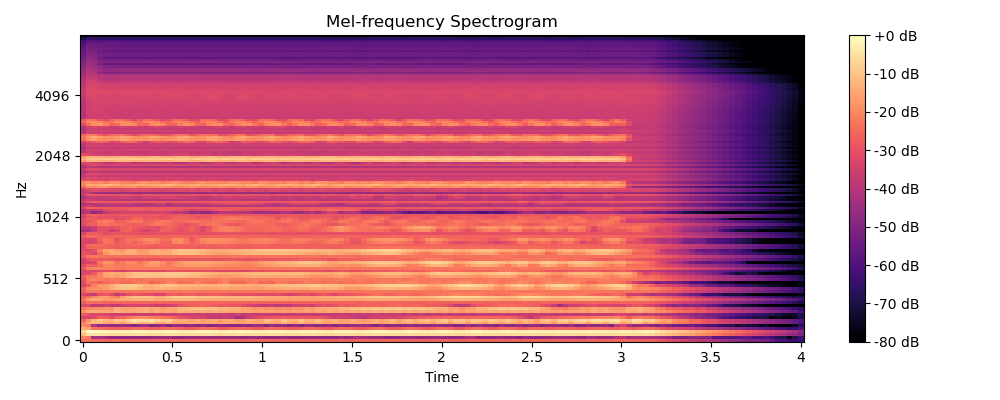 Mel-frequency Spectrogram
Hz
4096
2048
1024
512
0
0 0.5 1 1.5 2 2.5 3 3.5 4
Time
+0 dB
-10 dB
-20 dB
-30 dB
-40 dB
-50 dB
-60 dB
-70 dB
-80 dB